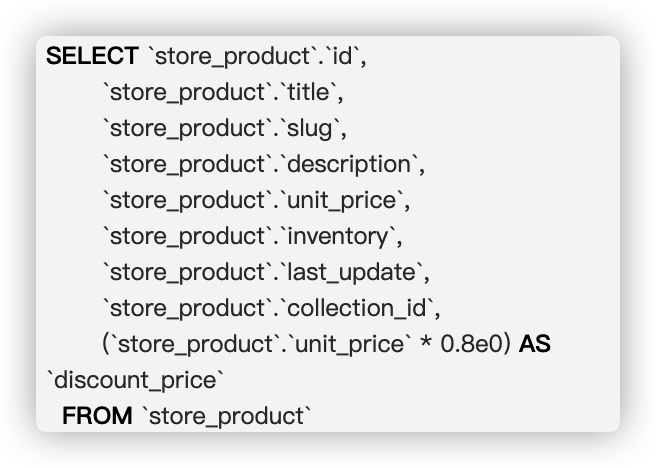 SELECT `store_product`.`id`,
`store_product`.`title`,
`store_product`.`slug`,
`store_product`.`description`,
`store_product`.`unit_price`,
`store_product`.`inventory`,
`store_product`.`last_update`,
`store_product`.`collection_id`,
(`store_product`.`unit_price` * 0.8e0) AS
`discount_price`
FROM `store_product`